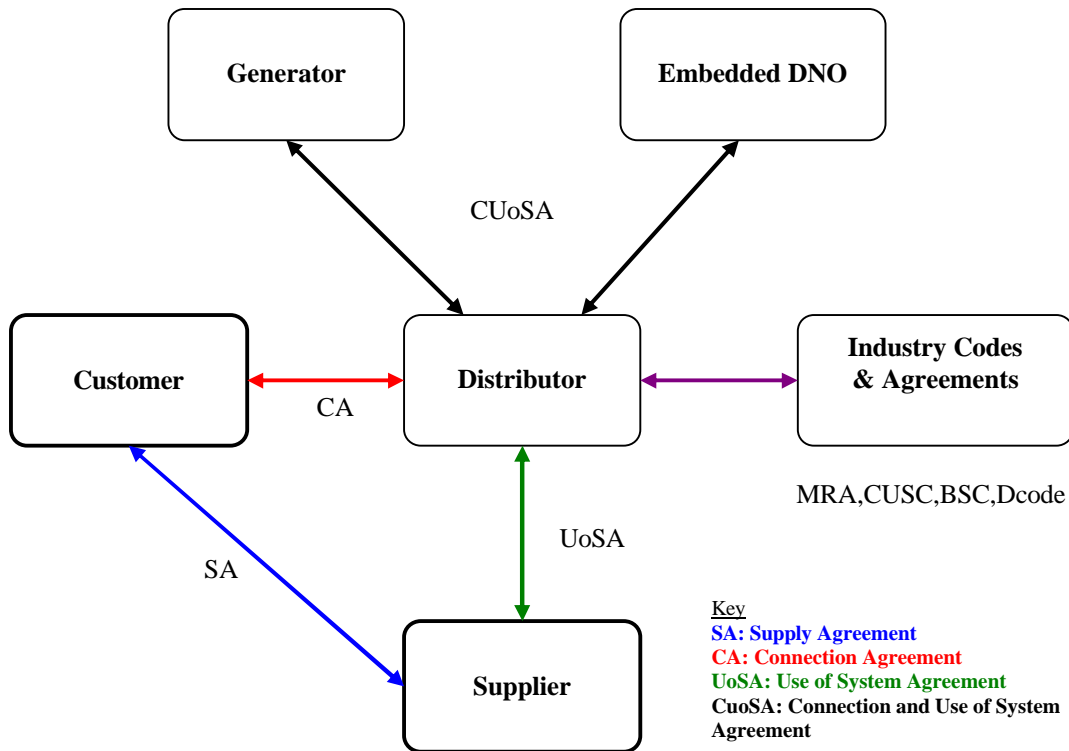 Generator
Embedded DNO
CUoSA
Customer
CA
Distributor
Industry Codes
& Agreements
MRA,CUSC,BSC,Dcode
SA
UoSA
Supplier
Key
SA: Supply Agreement
CA: Connection Agreement
UoSA: Use of System Agreement
CuoSA: Connection and Use of System
Agreement